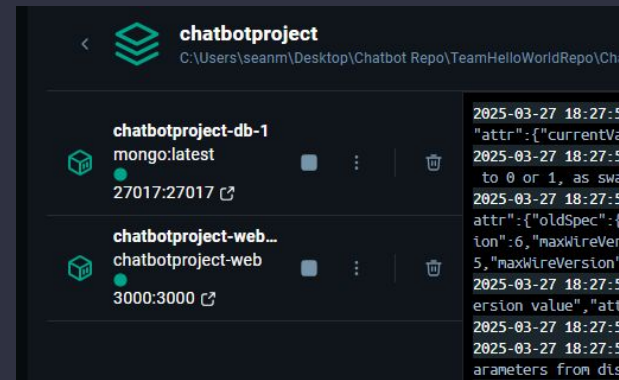 chatbotproject
C:\Users\seanm\Desktop\Chatbot Repo\TeamHelloWorldRepo\Cha
chatbotproject-db-1
mongo:latest
27017:27017
chatbotproject-web...
chatbotproject-web
3000:3000
2025-03-27 18:27:5
"attr":{"currentVa
2025-03-27 18:27:5
to 0 or 1, as swa
2025-03-27 18:27:5
attr":{"oldSpec":{
ion":6,"maxWireVer
5,"maxWireVersion"
2025-03-27 18:27:5
ersion value","att
2025-03-27 18:27:5
2025-03-27 18:27:5
arameters from dis